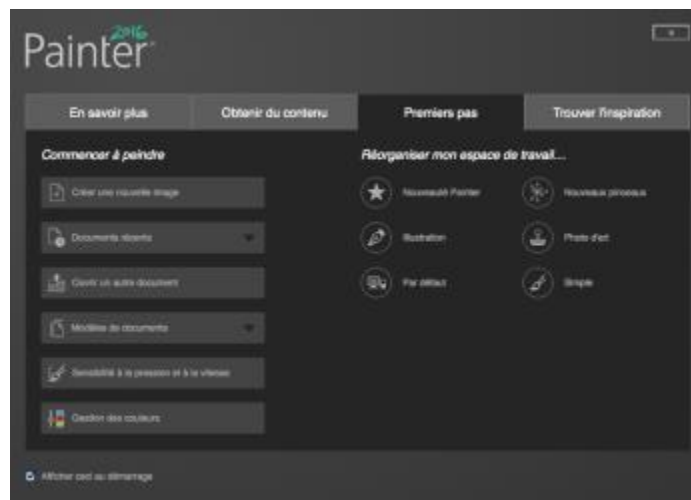 Painter 2016
En savoir plus
Obtenir du contenu
Premiers pas
Trouver l'inspiration
Commencer à peindre
Créer une nouvelle image
Documents récents
Ouvrir un autre document
Modèles de documents
Sensibilité à la pression et à la vitesse
Gestion des couleurs
Réorganiser mon espace de travail...
Nouveauté Painter
Nouveaux pinceaux
Illustration
Photo d'art
Par défaut
Simple
Afficher ceci au démarrage